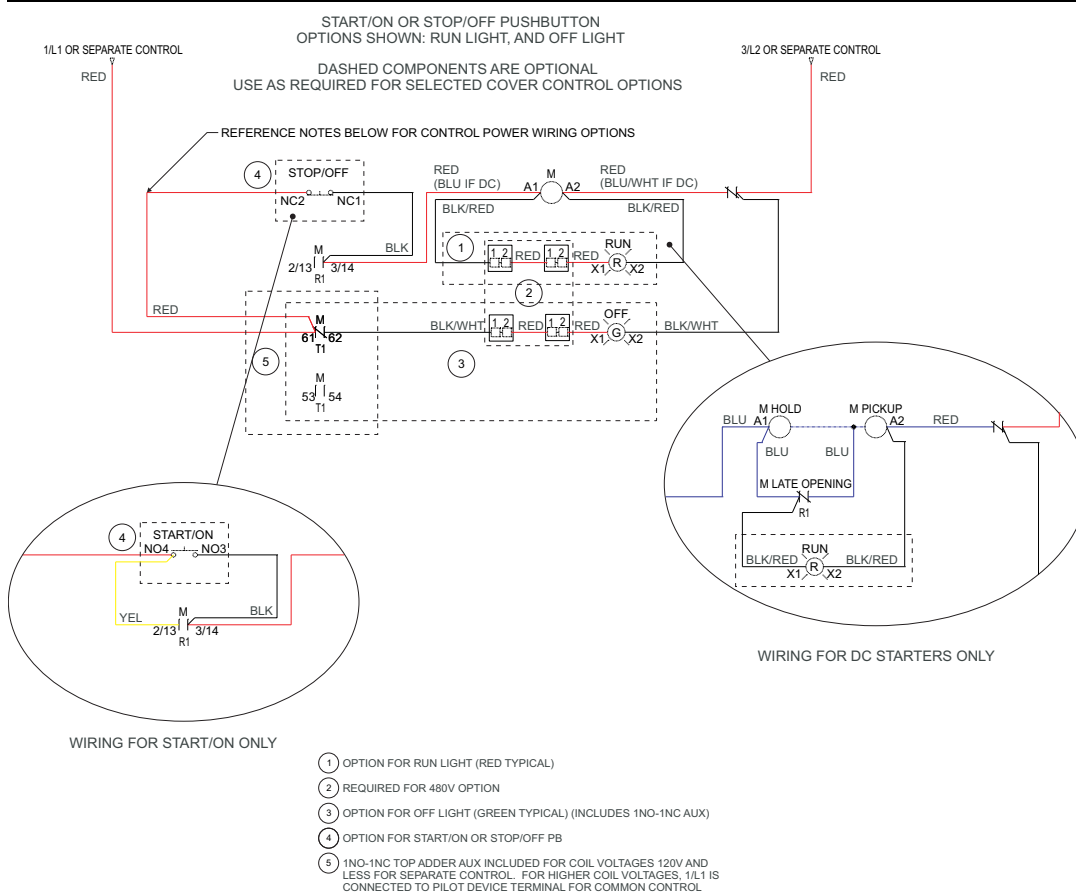 START/ON OR STOP/OFF PUSHBUTTON
OPTIONS SHOWN: RUN LIGHT, AND OFF LIGHT
1/L1 OR SEPARATE CONTROL
3/L2 OR SEPARATE CONTROL
RED
RED
DASHED COMPONENTS ARE OPTIONAL
USE AS REQUIRED FOR SELECTED COVER CONTROL OPTIONS
REFERENCE NOTES BELOW FOR CONTROL POWER WIRING OPTIONS
4
STOP/OFF
NC2
NC1
RED
(BLU IF DC)
M
A1
A2
RED
(BLU/WHT IF DC)
BLK/RED
BLK/RED
BLK
M
2/13
3/14
R1
1
1 2
RED
1 2
RED
RUN
X1
R
X2
2
RED
M
61
62
T1
BLK/WHT
1 2
RED
1 2
RED
OFF
X1
G
X2
BLK/WHT
5
3
M
53
54
T1
M HOLD
M PICKUP
BLU
A1
A2
RED
BLU
BLU
M LATE OPENING
R1
RUN
BLK/RED
X1
R
X2
BLK/RED
WIRING FOR DC STARTERS ONLY
4
START/ON
NO4
NO3
YEL
M
2/13
3/14
R1
BLK
WIRING FOR START/ON ONLY
1 OPTION FOR RUN LIGHT (RED TYPICAL)
2 REQUIRED FOR 480V OPTION
3 OPTION FOR OFF LIGHT (GREEN TYPICAL) (INCLUDES 1NO-1NC AUX)
4 OPTION FOR START/ON OR STOP/OFF PB
5 1NO-1NC TOP ADDER AUX INCLUDED FOR COIL VOLTAGES 120V AND
LESS FOR SEPARATE CONTROL. FOR HIGHER COIL VOLTAGES, 1/L1 IS
CONNECTED TO PILOT DEVICE TERMINAL FOR COMMON CONTROL